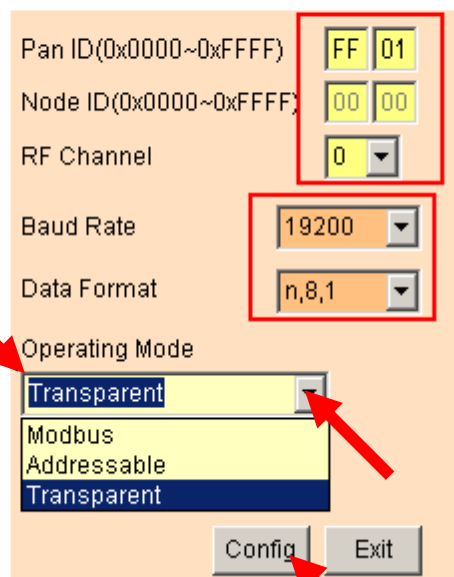 Pan ID(0x0000~0xFFFF) FF 01
Node ID(0x0000~0xFFFF) 00 00
RF Channel 0
Baud Rate 19200
Data Format n,8,1
Operating Mode
Transparent
Modbus
Addressable
Transparent
Config Exit